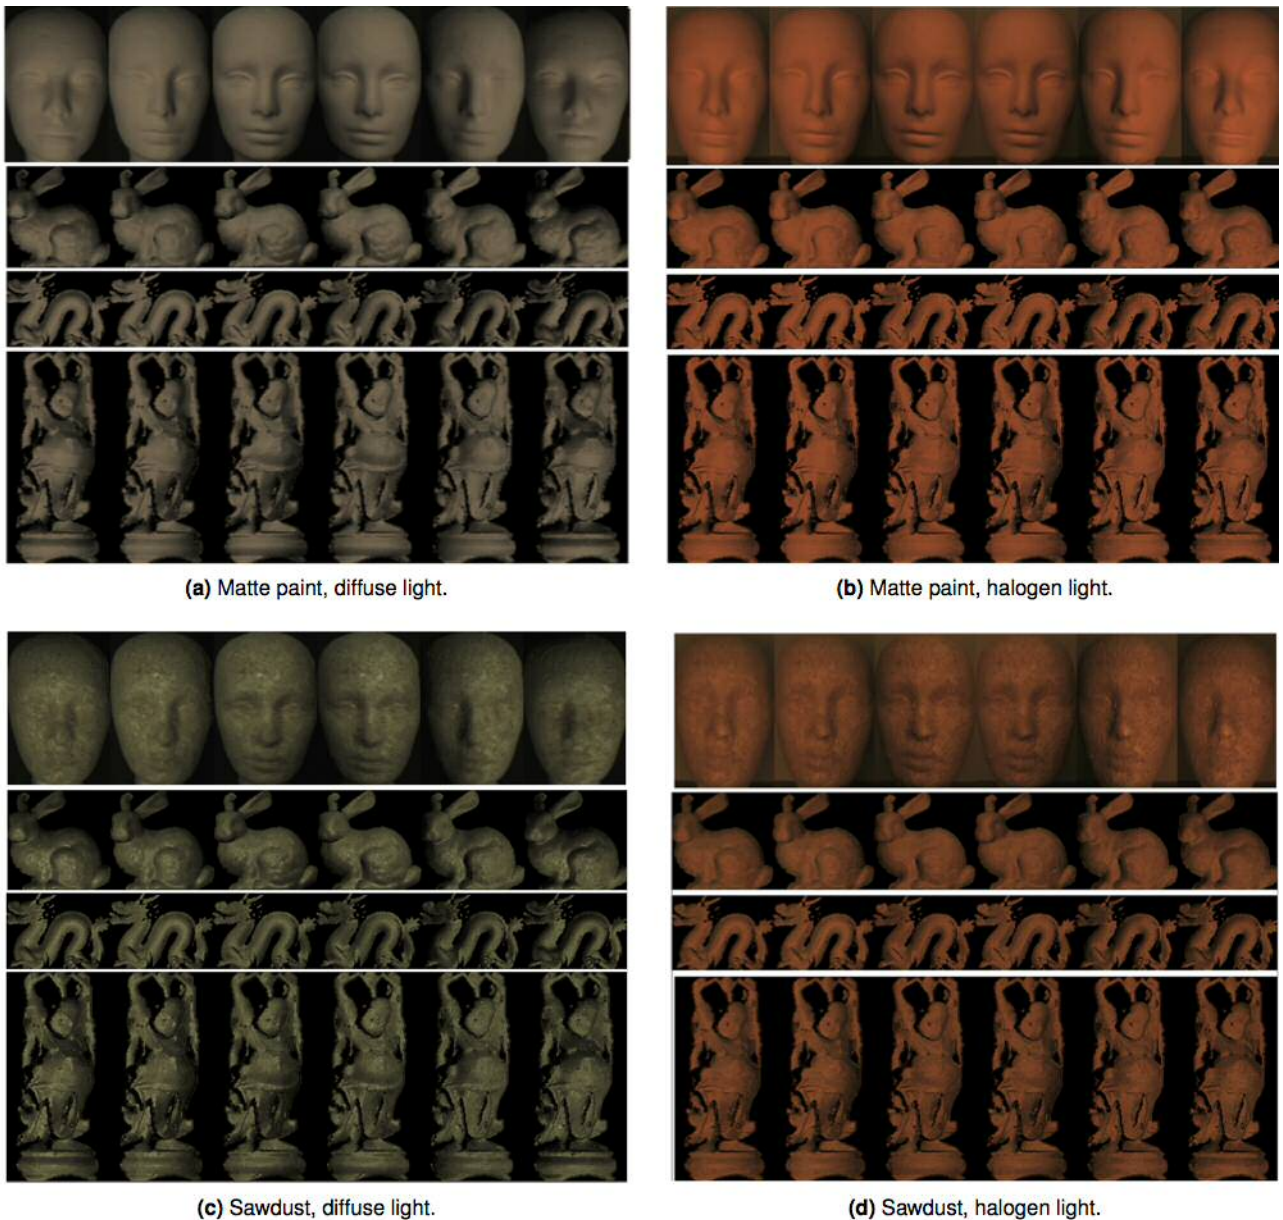 (a) Matte paint, diffuse light.
(b) Matte paint, halogen light.
(c) Sawdust, diffuse light.
(d) Sawdust, halogen light.